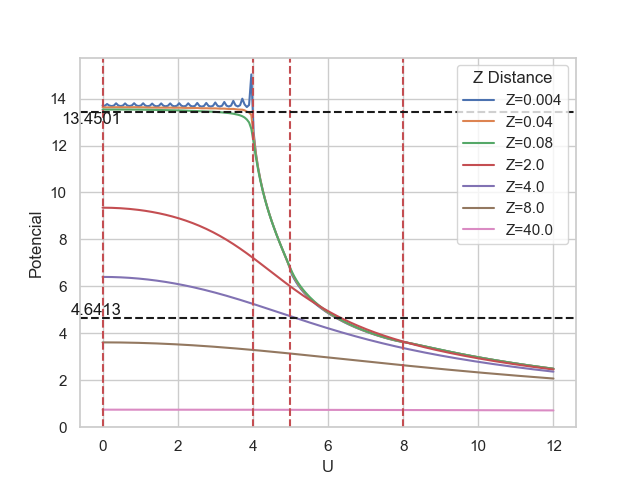 Z Distance
Z=0.004
Z=0.04
Z=0.08
Z=2.0
Z=4.0
Z=8.0
Z=40.0
Potencial
14
13.4501
12
10
8
6
4.6413
4
2
0
0 2 4 6 8 10 12
U